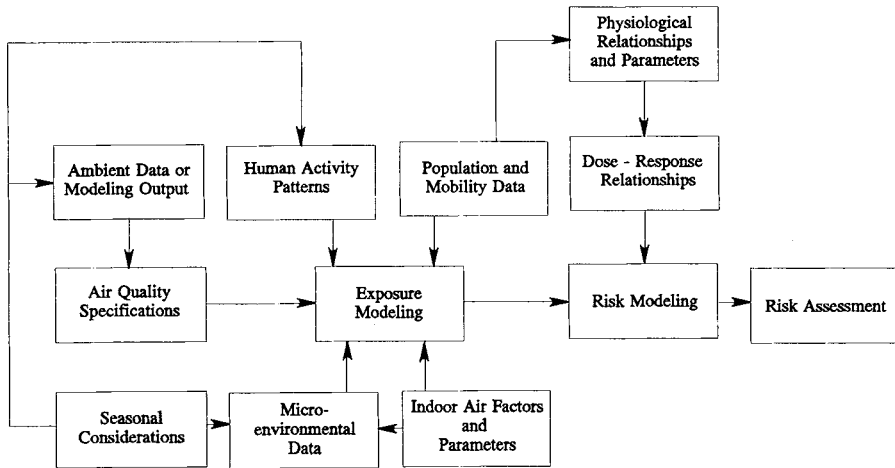 Physiological
Relationships
and Parameters
Ambient Data or
Modeling Output
Human Activity
Patterns
Population and
Mobility Data
Dose - Response
Relationships
Air Quality
Specifications
Exposure
Modeling
Risk Modeling
Risk Assessment
Seasonal
Considerations
Micro-
environmental
Data
Indoor Air Factors
and
Parameters